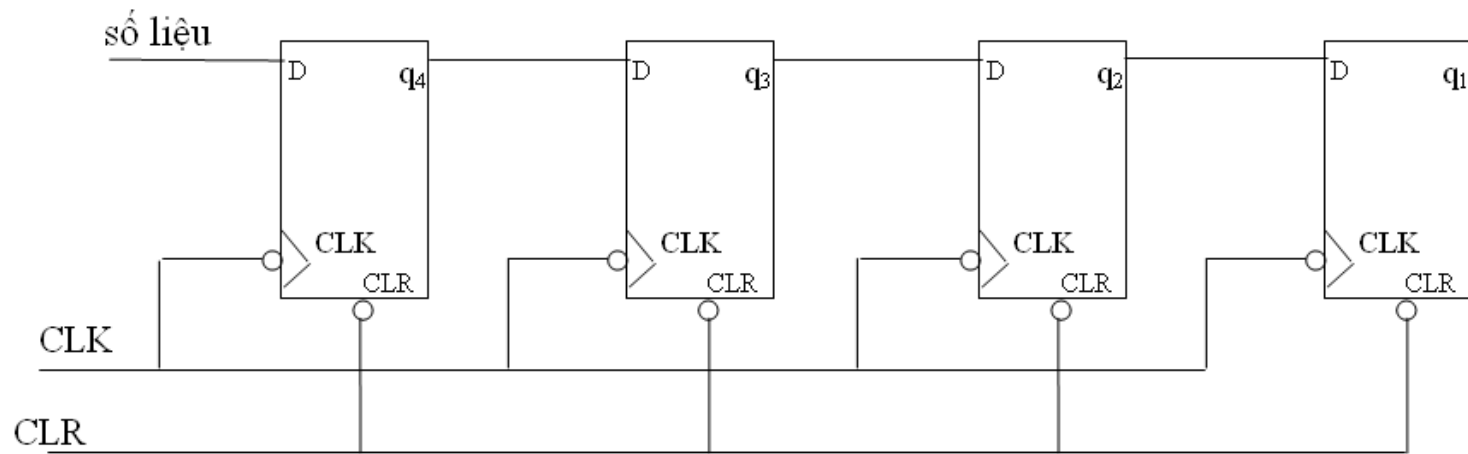 số liệu
D q₄ D q₃ D q₂ D q₁
CLK CLK CLK CLK
CLR CLR CLR CLR
CLK
CLR